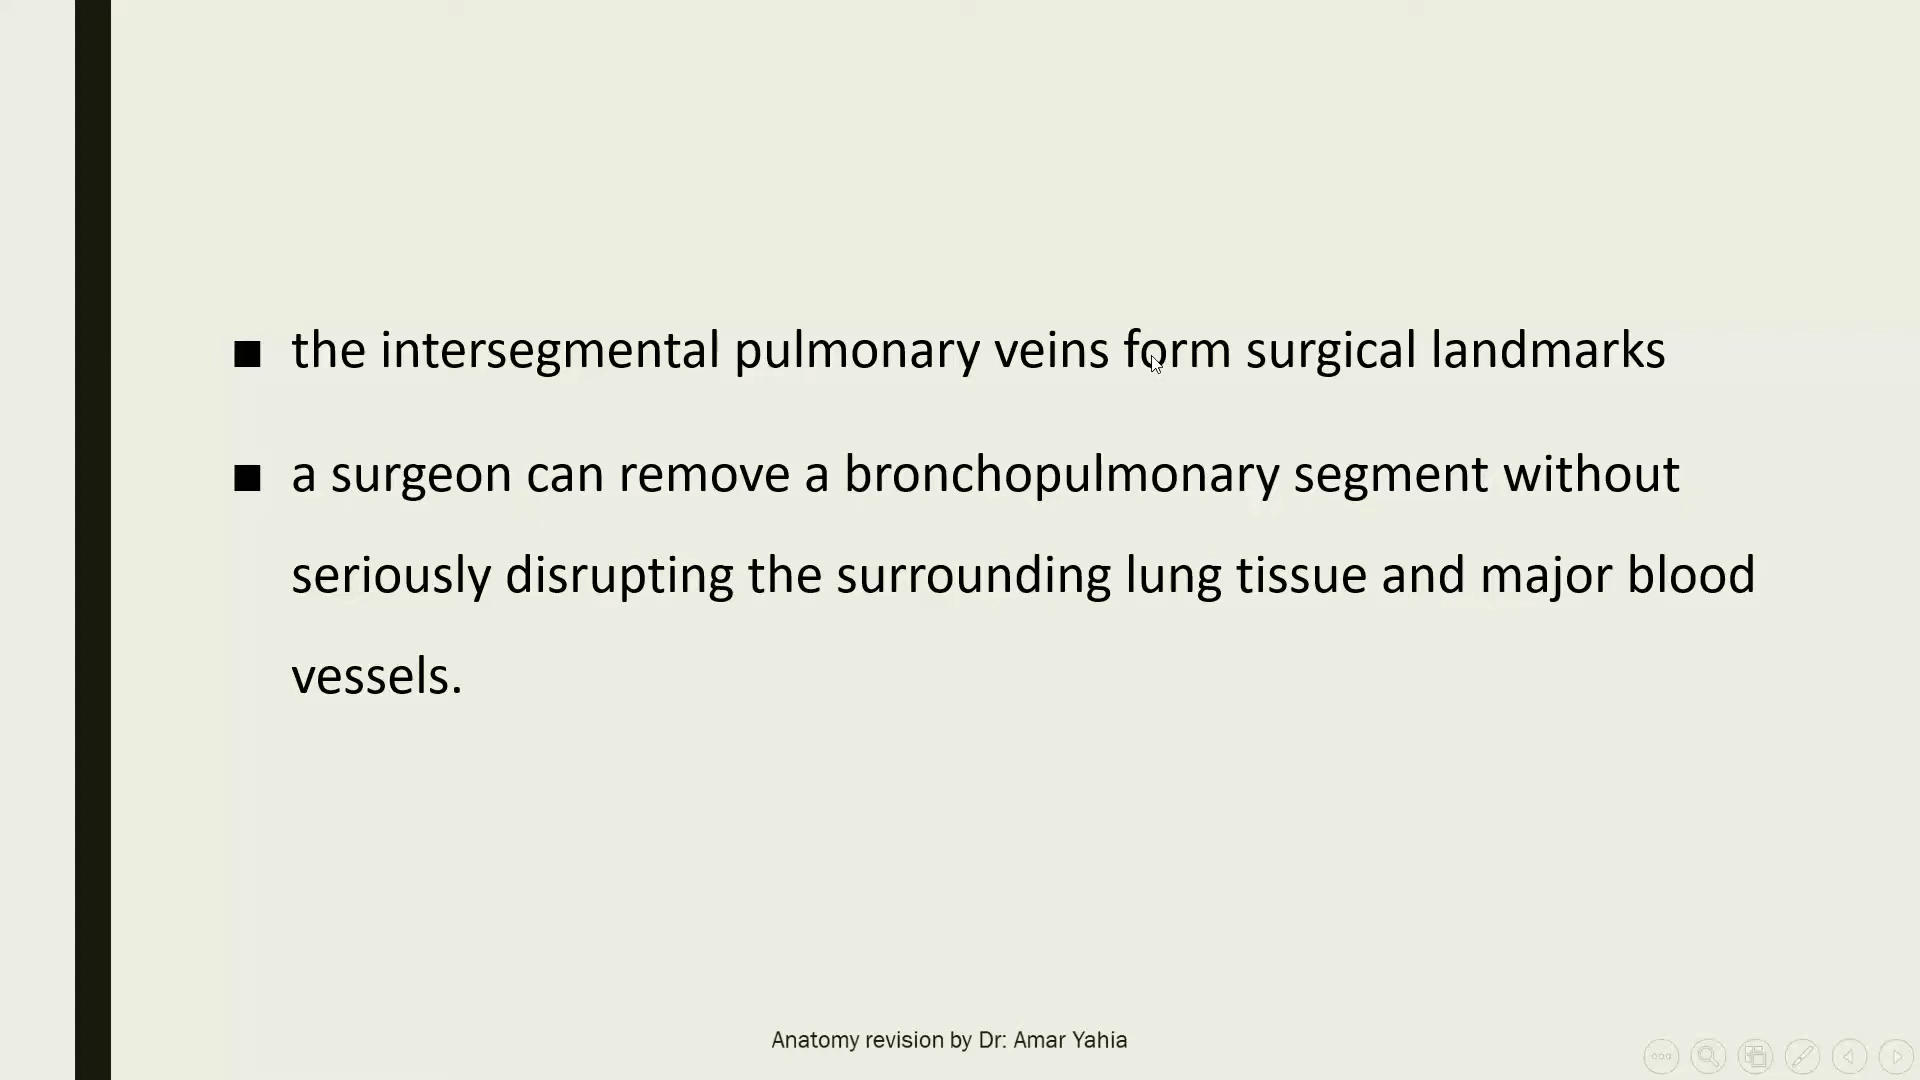 ■ the intersegmental pulmonary veins form surgical landmarks
■ a surgeon can remove a bronchopulmonary segment without
seriously disrupting the surrounding lung tissue and major blood
vessels.
Anatomy revision by Dr: Amar Yahia